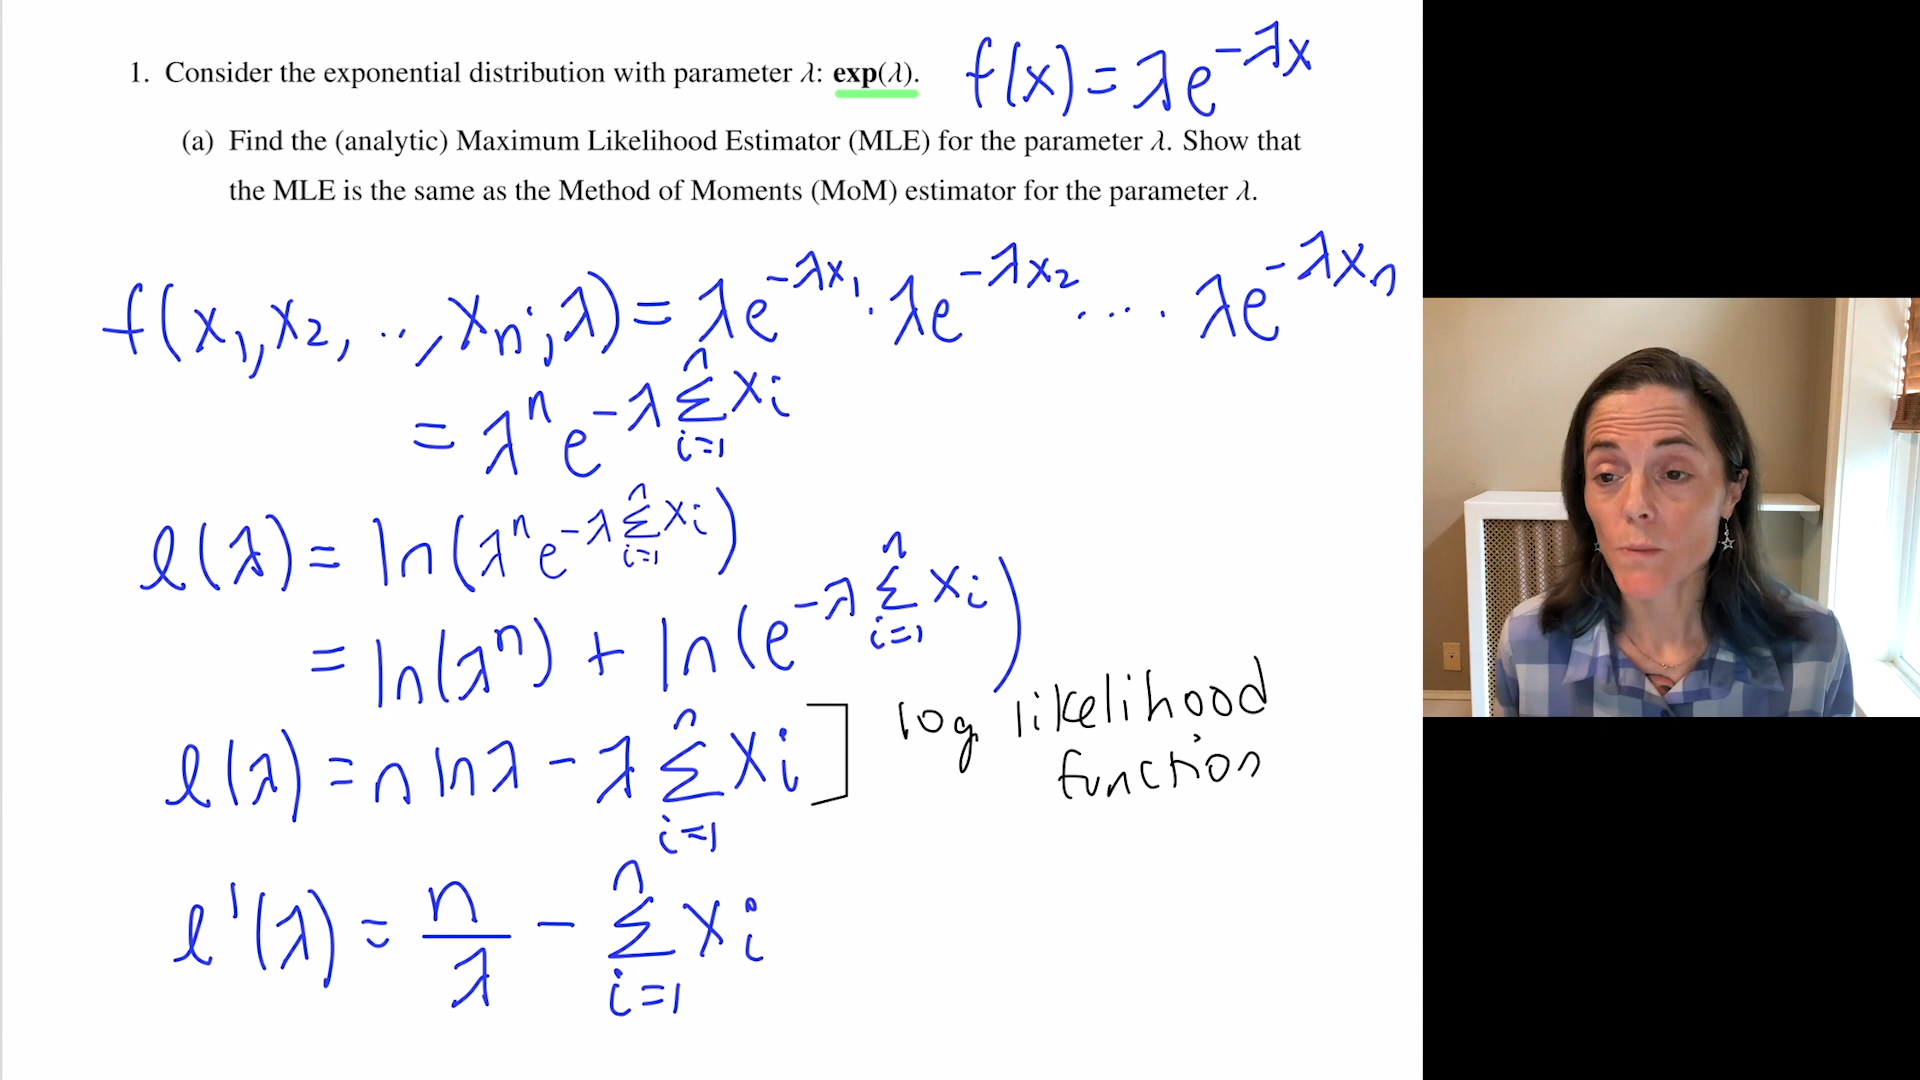 1. Consider the exponential distribution with parameter λ: exp(λ). f(x) = λe^{-λx}
(a) Find the (analytic) Maximum Likelihood Estimator (MLE) for the parameter λ. Show that
the MLE is the same as the Method of Moments (MoM) estimator for the parameter λ.
f(x₁, x₂, ..., xₙ; λ) = λe^{-λx₁} · λe^{-λx₂} · ... · λe^{-λxₙ}
= λⁿ e^{-λ Σ_{i=1}^{n} xᵢ}
l(λ) = ln(λⁿ e^{-λ Σ_{i=1}^{n} xᵢ})
= ln(λⁿ) + ln(e^{-λ Σ_{i=1}^{n} xᵢ})
l(λ) = n ln λ - λ Σ_{i=1}^{n} xᵢ ] log likelihood
function
l'(λ) = n/λ - Σ_{i=1}^{n} xᵢ